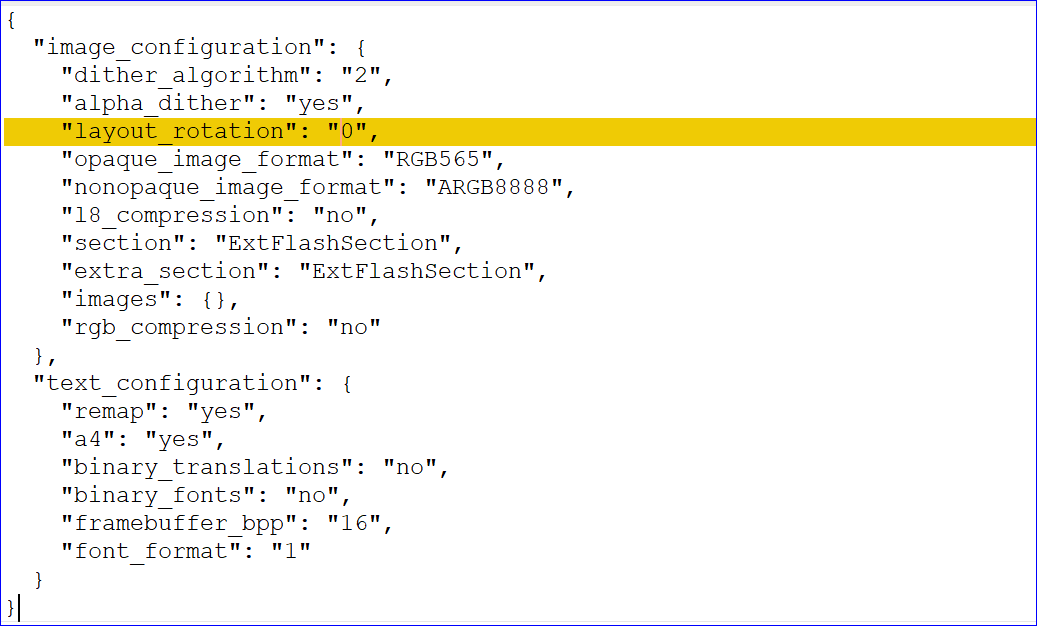 {
  "image_configuration": {
    "dither_algorithm": "2",
    "alpha_dither": "yes",
    "layout_rotation": "0",
    "opaque_image_format": "RGB565",
    "nonopaque_image_format": "ARGB8888",
    "l8_compression": "no",
    "section": "ExtFlashSection",
    "extra_section": "ExtFlashSection",
    "images": {},
    "rgb_compression": "no"
  },
  "text_configuration": {
    "remap": "yes",
    "a4": "yes",
    "binary_translations": "no",
    "binary_fonts": "no",
    "framebuffer_bpp": "16",
    "font_format": "1"
  }
}